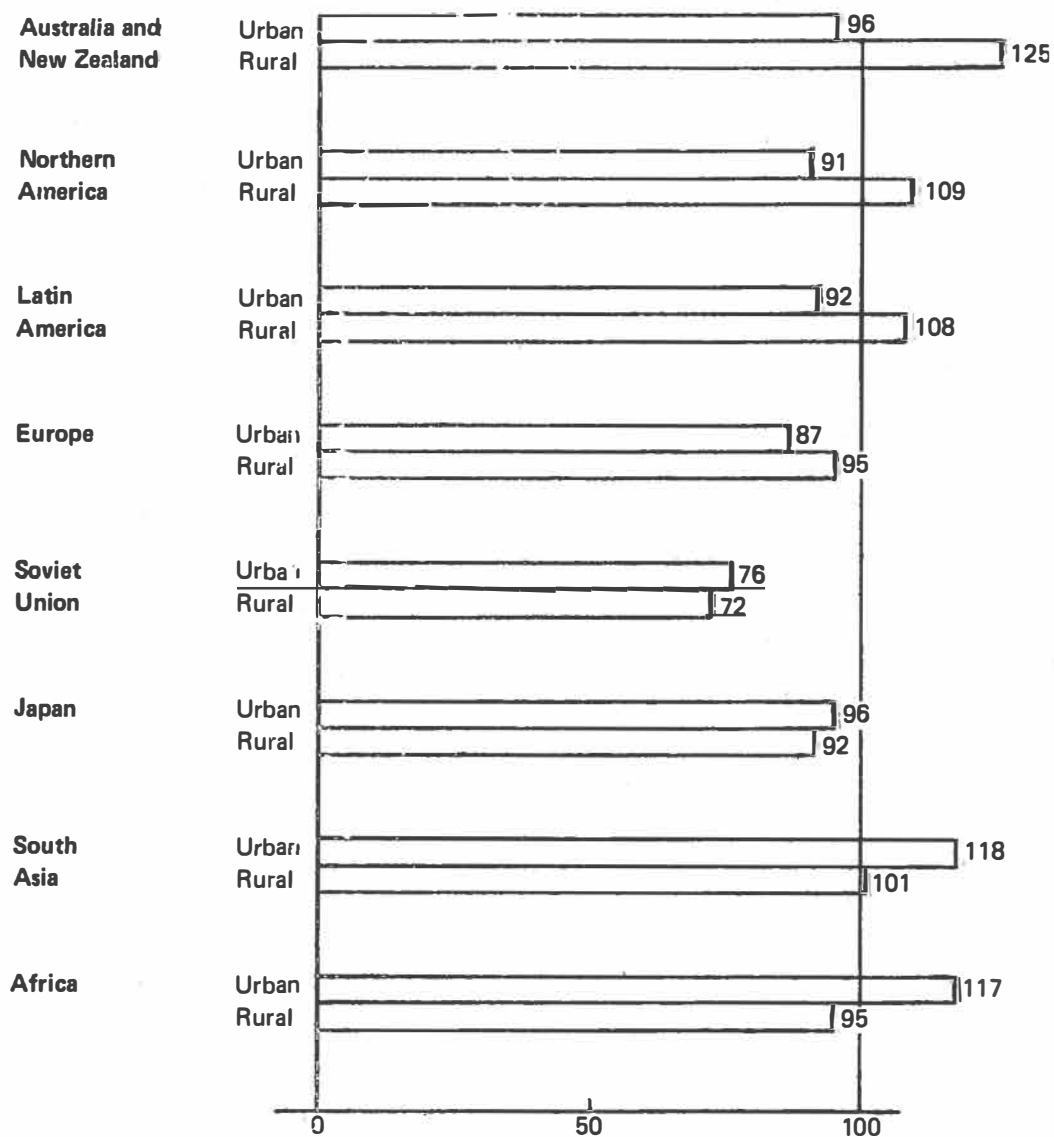 Australia and Urban 96
New Zealand Rural 125
Northern Urban 91
America Rural 109
Latin Urban 92
America Rural 108
Europe Urban 87
Rural 95
Soviet Urban 76
Union Rural 72
Japan Urban 96
Rural 92
South Urban 118
Asia Rural 101
Africa Urban 117
Rural 95
0 50 100